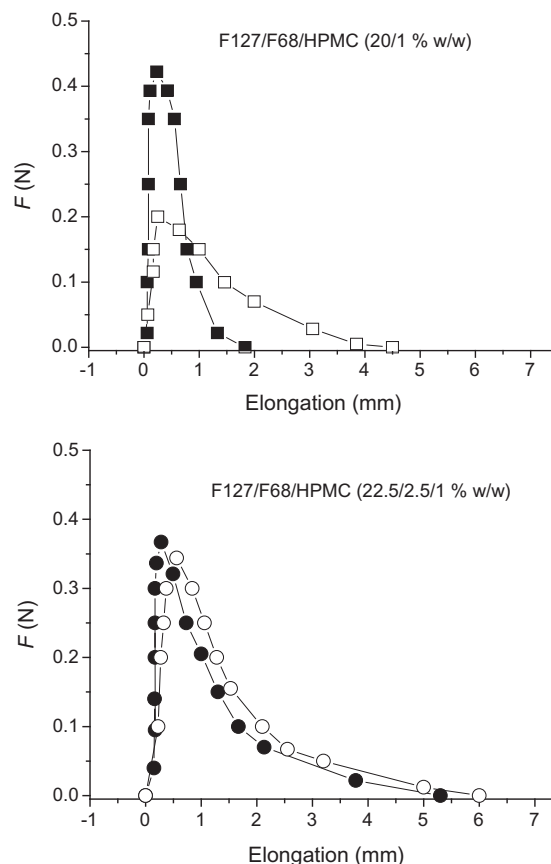 F127/F68/HPMC (20/1 % w/w)
F (N)
0.5
0.4
0.3
0.2
0.1
0.0
-1 0 1 2 3 4 5 6 7
Elongation (mm)
F127/F68/HPMC (22.5/2.5/1 % w/w)
F (N)
0.5
0.4
0.3
0.2
0.1
0.0
-1 0 1 2 3 4 5 6 7
Elongation (mm)